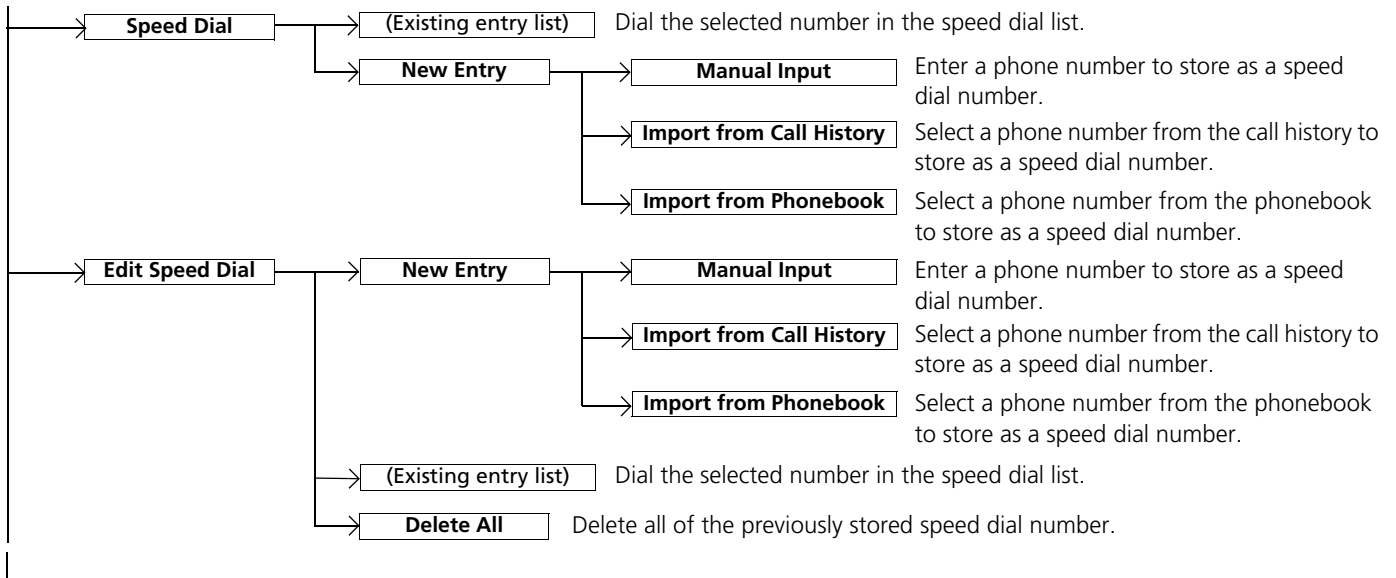 Speed Dial (Existing entry list) Dial the selected number in the speed dial list.
New Entry Manual Input Enter a phone number to store as a speed
dial number.
Import from Call History Select a phone number from the call history to
store as a speed dial number.
Import from Phonebook Select a phone number from the phonebook
to store as a speed dial number.
Edit Speed Dial New Entry Manual Input Enter a phone number to store as a speed
dial number.
Import from Call History Select a phone number from the call history to
store as a speed dial number.
Import from Phonebook Select a phone number from the phonebook
to store as a speed dial number.
(Existing entry list) Dial the selected number in the speed dial list.
Delete All Delete all of the previously stored speed dial number.